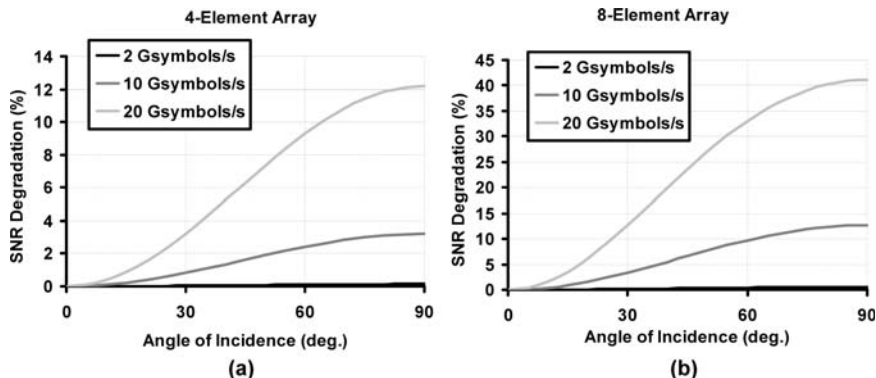 4-Element Array
SNR Degradation (%)
14
12
10
8
6
4
2
0
2 Gsymbols/s
10 Gsymbols/s
20 Gsymbols/s
0 30 60 90
Angle of Incidence (deg.)
(a)
8-Element Array
SNR Degradation (%)
45
40
35
30
25
20
15
10
5
0
2 Gsymbols/s
10 Gsymbols/s
20 Gsymbols/s
0 30 60 90
Angle of Incidence (deg.)
(b)